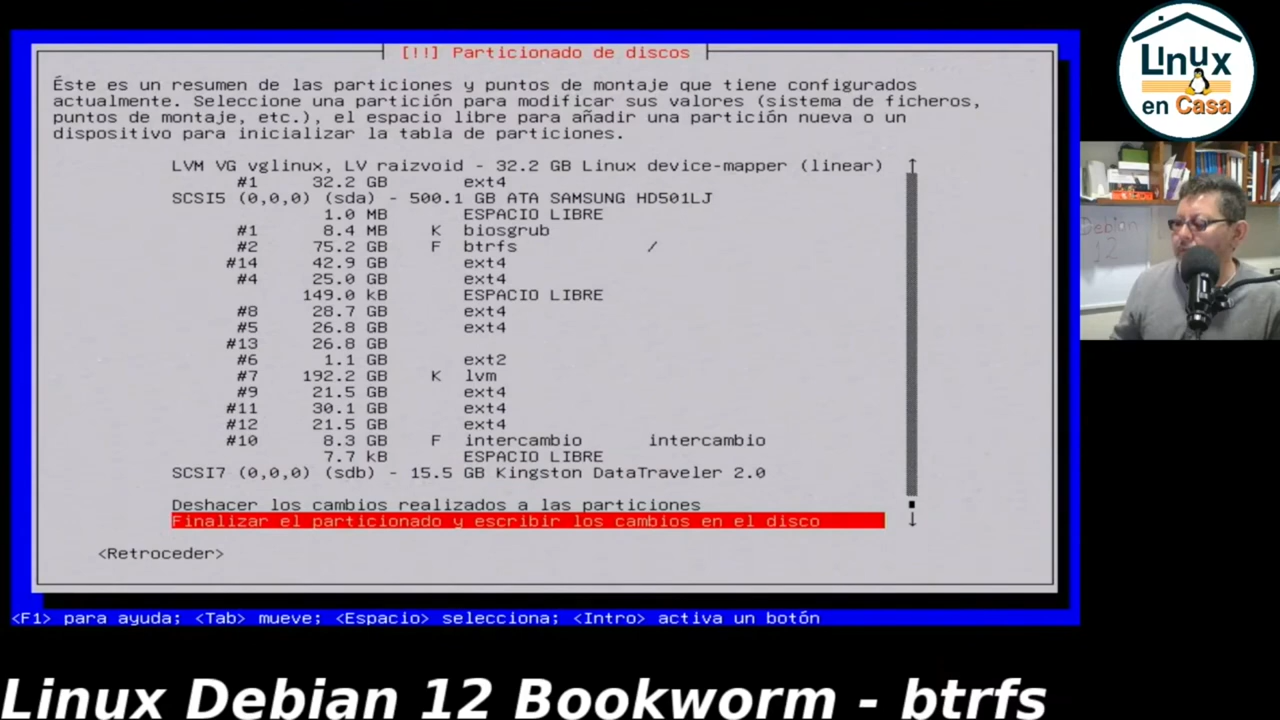 [!!] Particionado de discos
Éste es un resumen de las particiones y puntos de montaje que tiene configurados
actualmente. Seleccione una partición para modificar sus valores (sistema de ficheros,
puntos de montaje, etc.), el espacio libre para añadir una partición nueva o un
dispositivo para inicializar la tabla de particiones.
LVM VG vglinux, LV raizvoid - 32.2 GB Linux device-mapper (linear)
#1 32.2 GB ext4
SCSI5 (0,0,0) (sda) - 500.1 GB ATA SAMSUNG HD501LJ
1.0 MB ESPACIO LIBRE
#1 8.4 MB K biosgrub
#2 75.2 GB F btrfs /
#14 42.9 GB ext4
#4 25.0 GB ext4
149.0 kB ESPACIO LIBRE
#8 28.7 GB ext4
#5 26.8 GB ext4
#13 26.8 GB
#6 1.1 GB ext2
#7 192.2 GB K lvm
#9 21.5 GB ext4
#11 30.1 GB ext4
#12 21.5 GB ext4
#10 8.3 GB F intercambio intercambio
7.7 kB ESPACIO LIBRE
SCSI7 (0,0,0) (sdb) - 15.5 GB Kingston DataTraveler 2.0
Deshacer los cambios realizados a las particiones
Finalizar el particionado y escribir los cambios en el disco
<Retroceder>
<F1> para ayuda; <Tab> mueve; <Espacio> selecciona; <Intro> activa un botón
Linux
en Casa
Debian
12
Linux Debian 12 Bookworm - btrfs